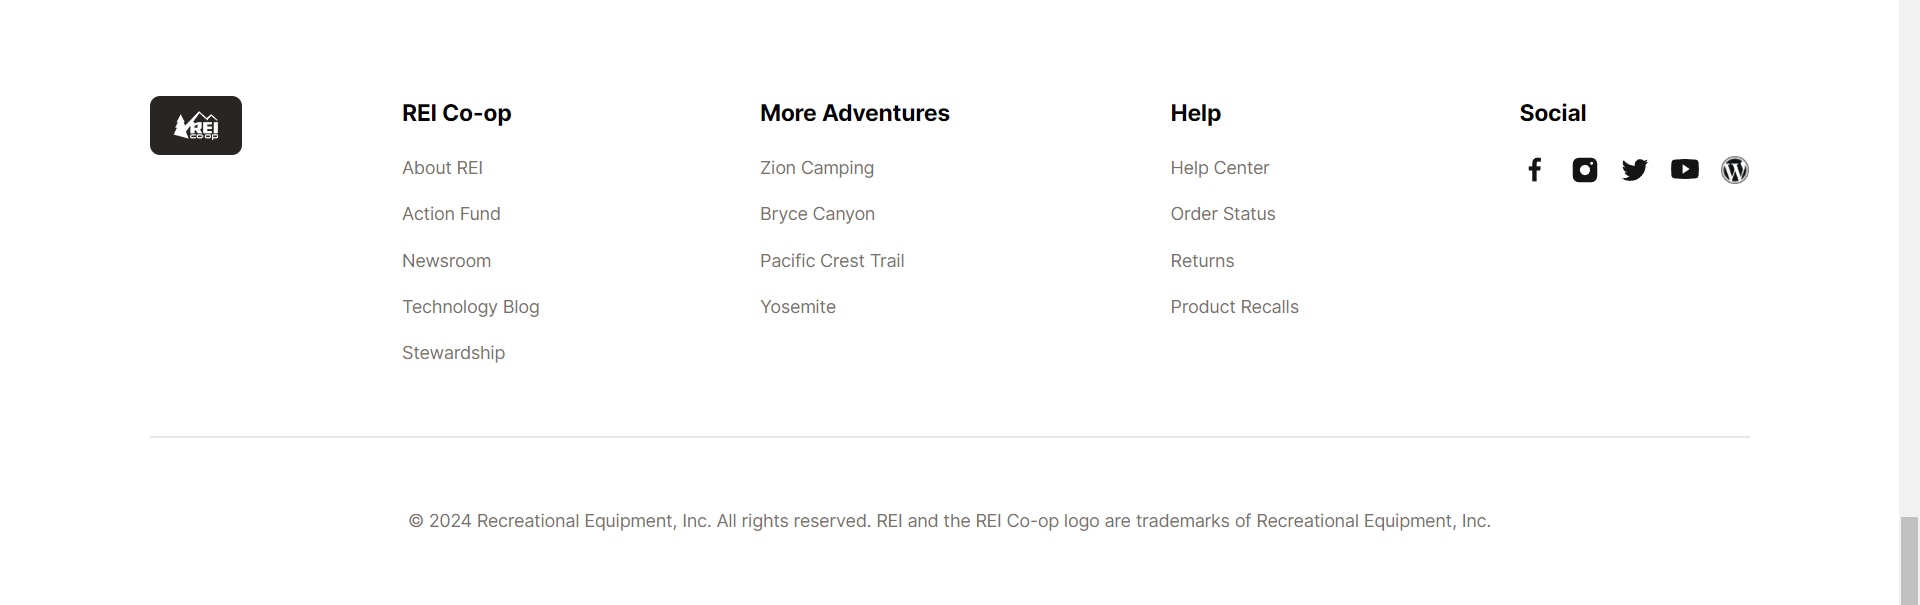 REI
CO·OP
REI Co-op
About REI
Action Fund
Newsroom
Technology Blog
Stewardship
More Adventures
Zion Camping
Bryce Canyon
Pacific Crest Trail
Yosemite
Help
Help Center
Order Status
Returns
Product Recalls
Social
© 2024 Recreational Equipment, Inc. All rights reserved. REI and the REI Co-op logo are trademarks of Recreational Equipment, Inc.